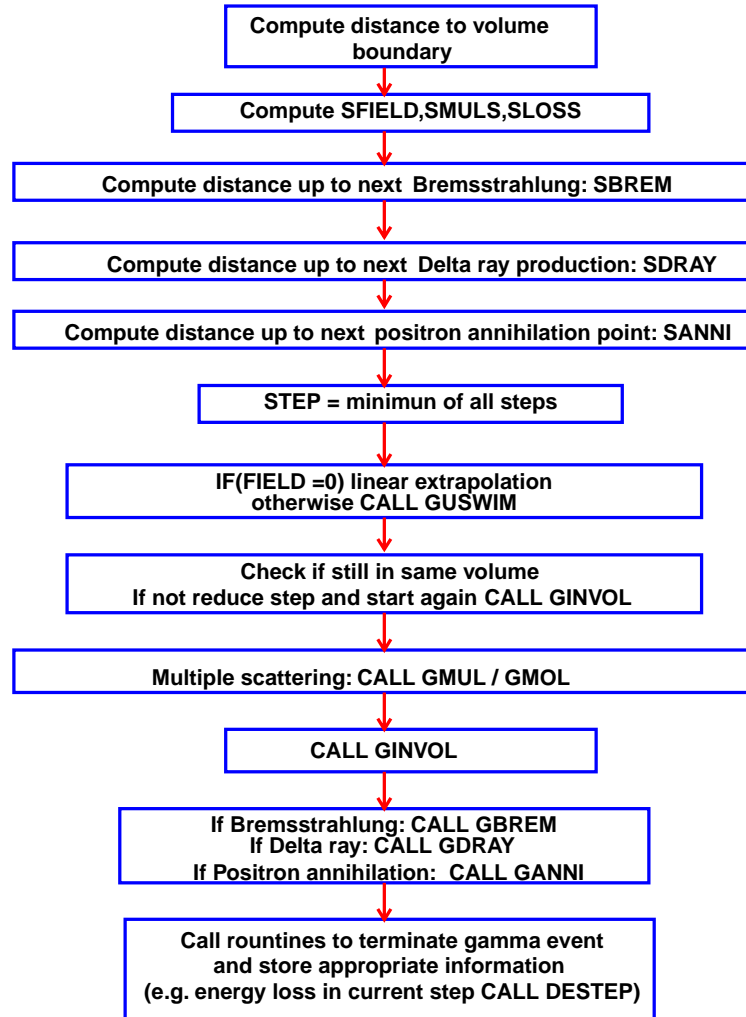 Compute distance to volume
boundary
Compute SFIELD,SMULS,SLOSS
Compute distance up to next Bremsstrahlung: SBREM
Compute distance up to next Delta ray production: SDRAY
Compute distance up to next positron annihilation point: SANNI
STEP = minimun of all steps
IF(FIELD =0) linear extrapolation
otherwise CALL GUSWIM
Check if still in same volume
If not reduce step and start again CALL GINVOL
Multiple scattering: CALL GMUL / GMOL
CALL GINVOL
If Bremsstrahlung: CALL GBREM
If Delta ray: CALL GDRAY
If Positron annihilation: CALL GANNI
Call rountines to terminate gamma event
and store appropriate information
(e.g. energy loss in current step CALL DESTEP)